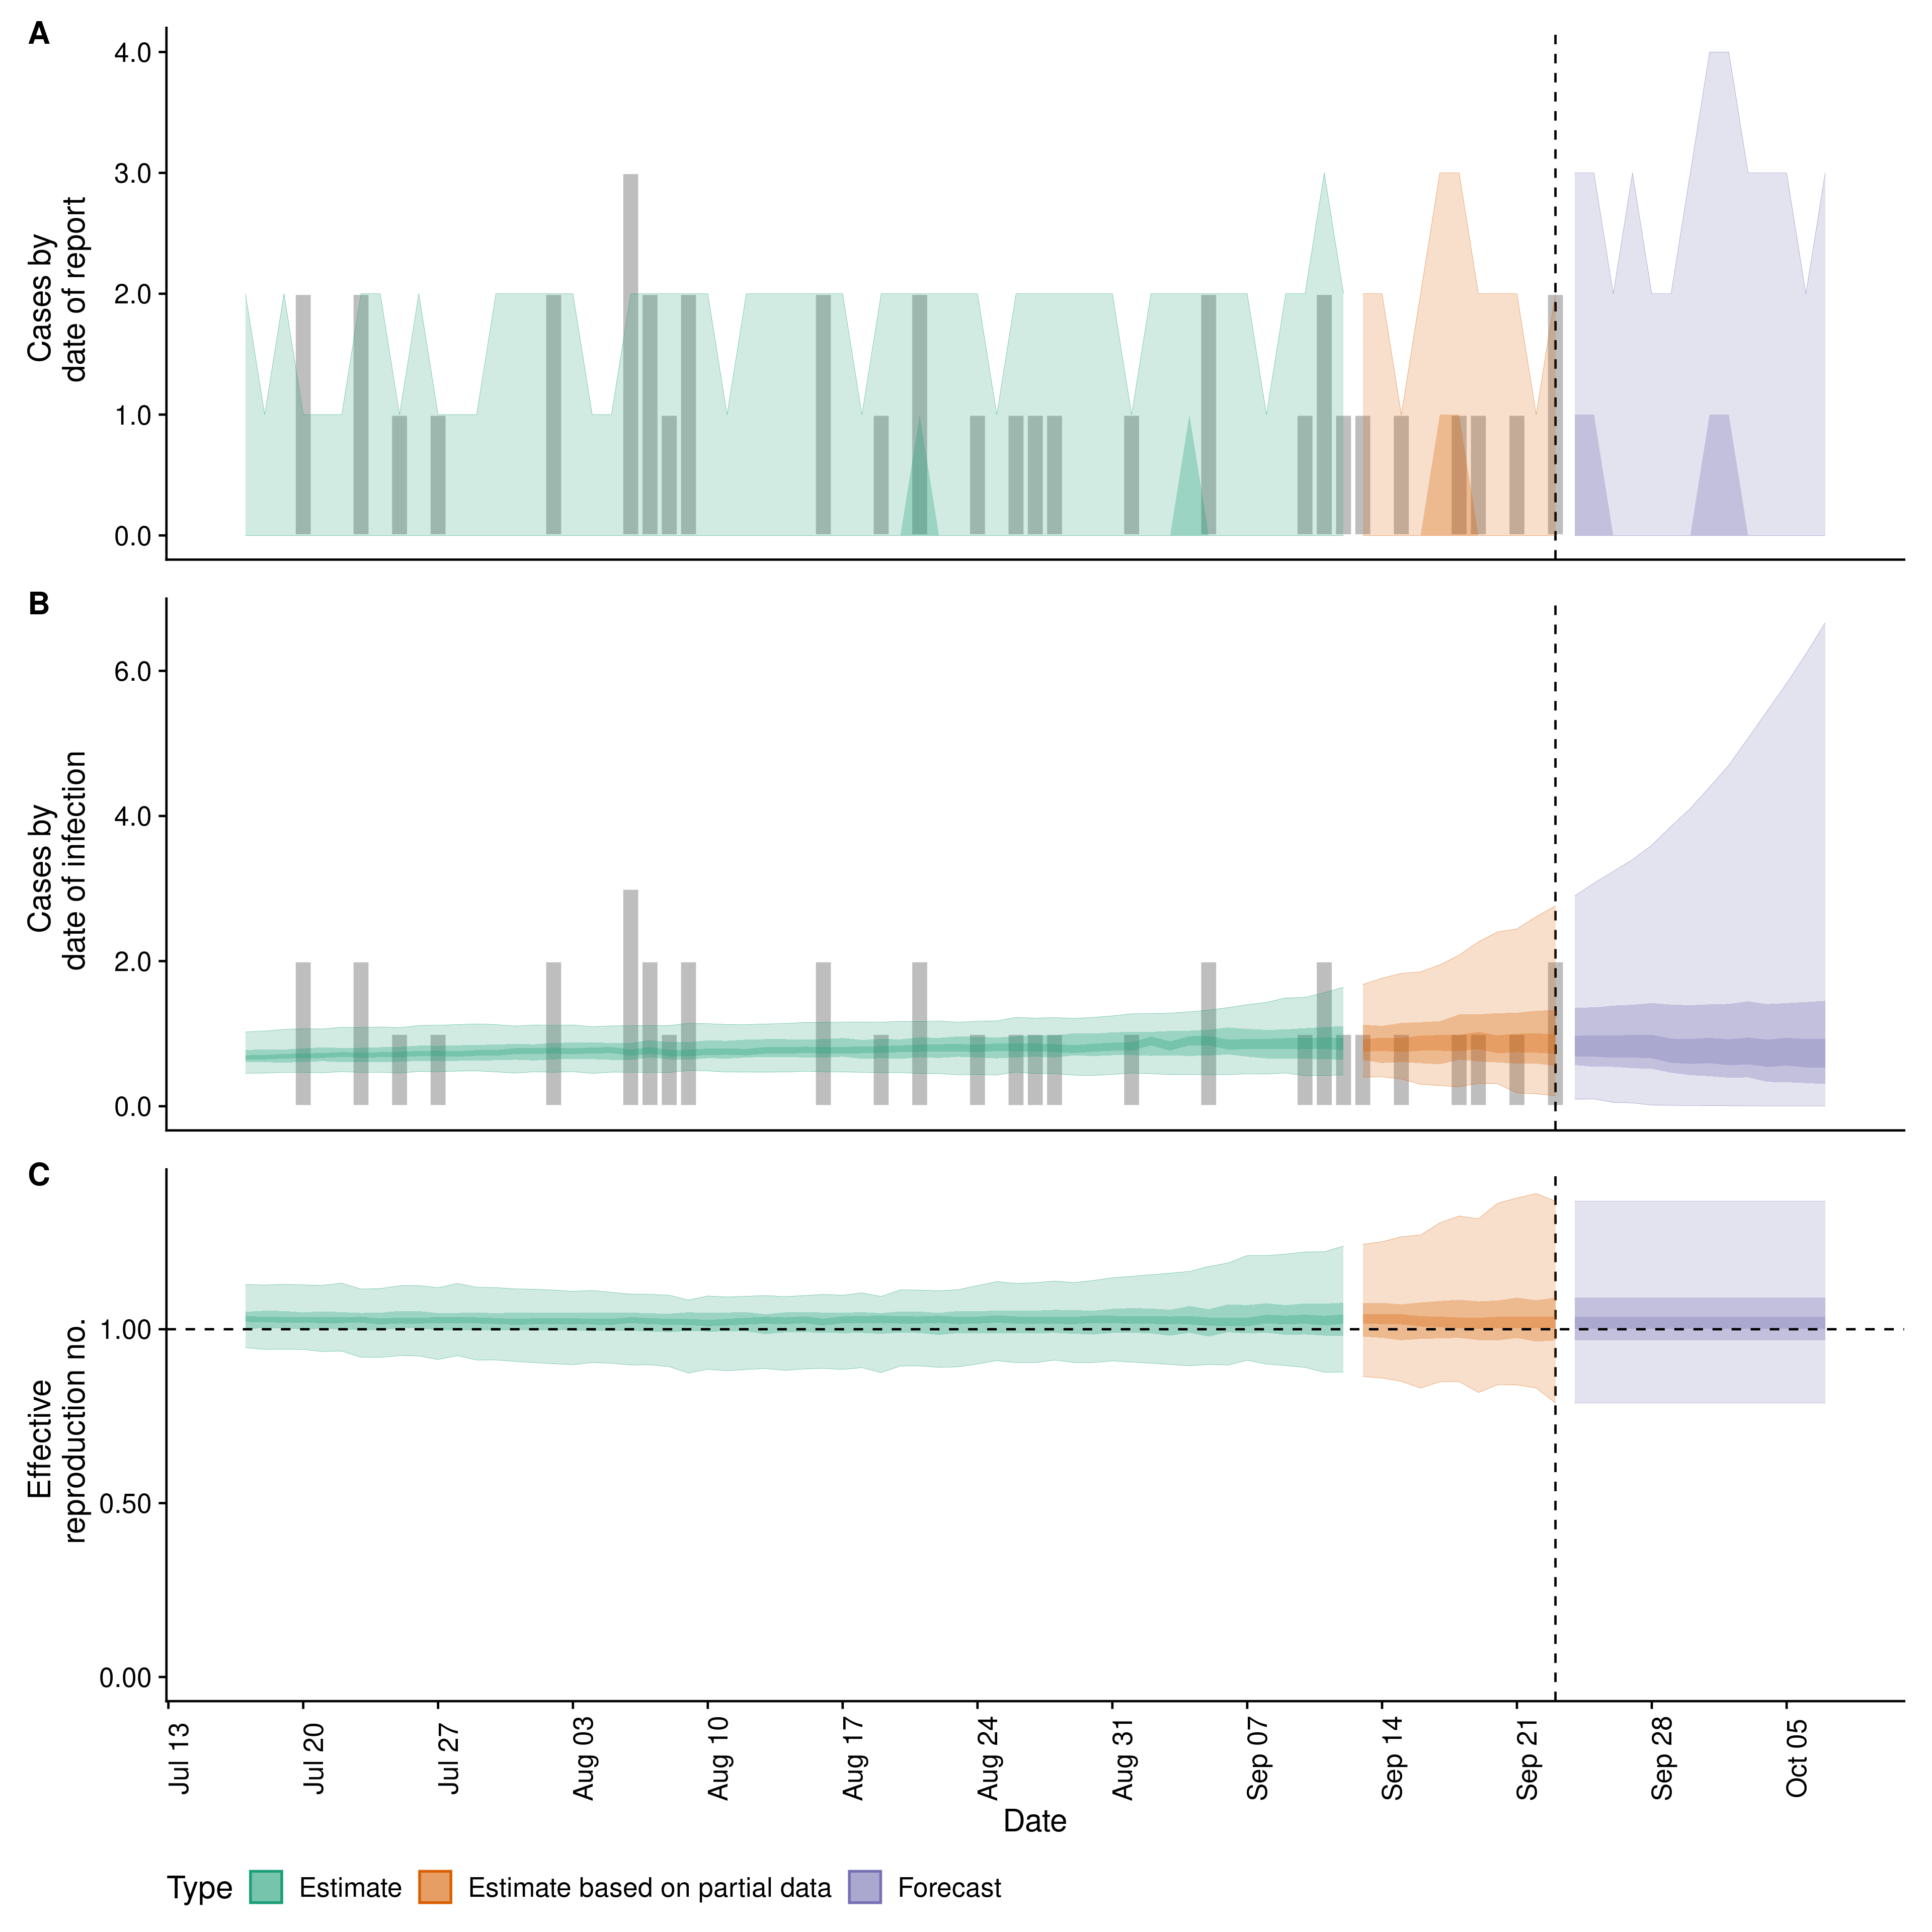 A
4.0
3.0
2.0
1.0
0.0
Cases by
date of report
B
6.0
4.0
2.0
0.0
Cases by
date of infection
C
1.00
0.50
0.00
Effective
reproduction no.
Jul 13
Jul 20
Jul 27
Aug 03
Aug 10
Aug 17
Aug 24
Aug 31
Sep 07
Sep 14
Sep 21
Sep 28
Oct 05
Date
Type Estimate Estimate based on partial data Forecast